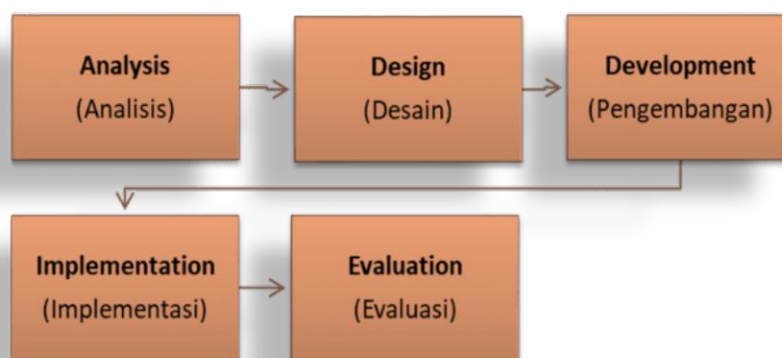 Analysis
(Analisis)
Design
(Desain)
Development
(Pengembangan)
Implementation
(Implementasi)
Evaluation
(Evaluasi)